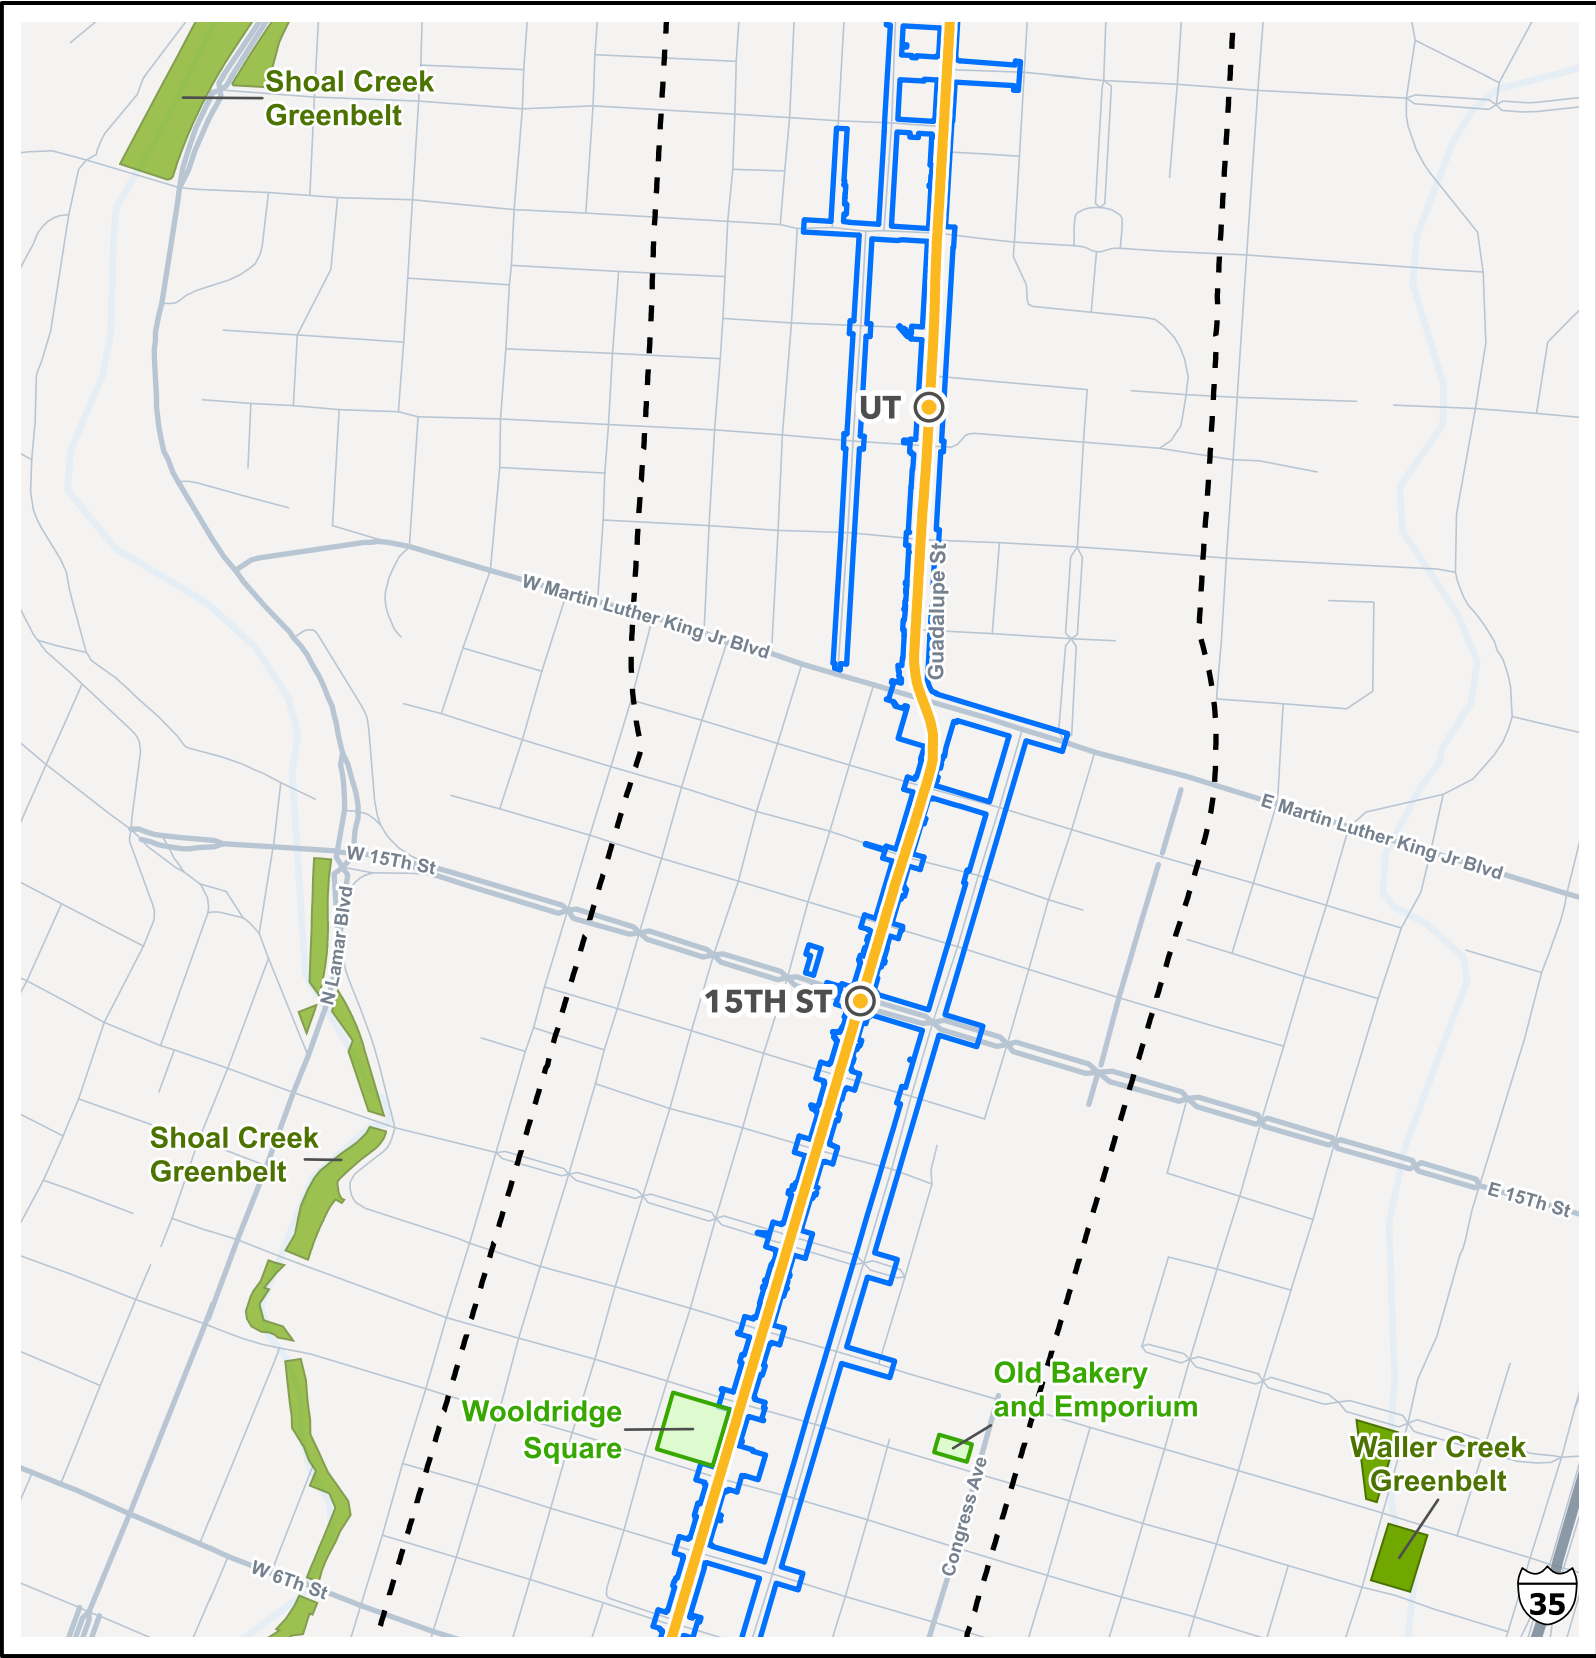 Shoal Creek
Greenbelt
UT
Guadalupe St
W Martin Luther King Jr Blvd
E Martin Luther King Jr Blvd
W 15Th St
N Lamar Blvd
15TH ST
Shoal Creek
Greenbelt
E 15Th St
Old Bakery
and Emporium
Wooldridge
Square
Waller Creek
Greenbelt
Congress Ave
W 6Th St
35